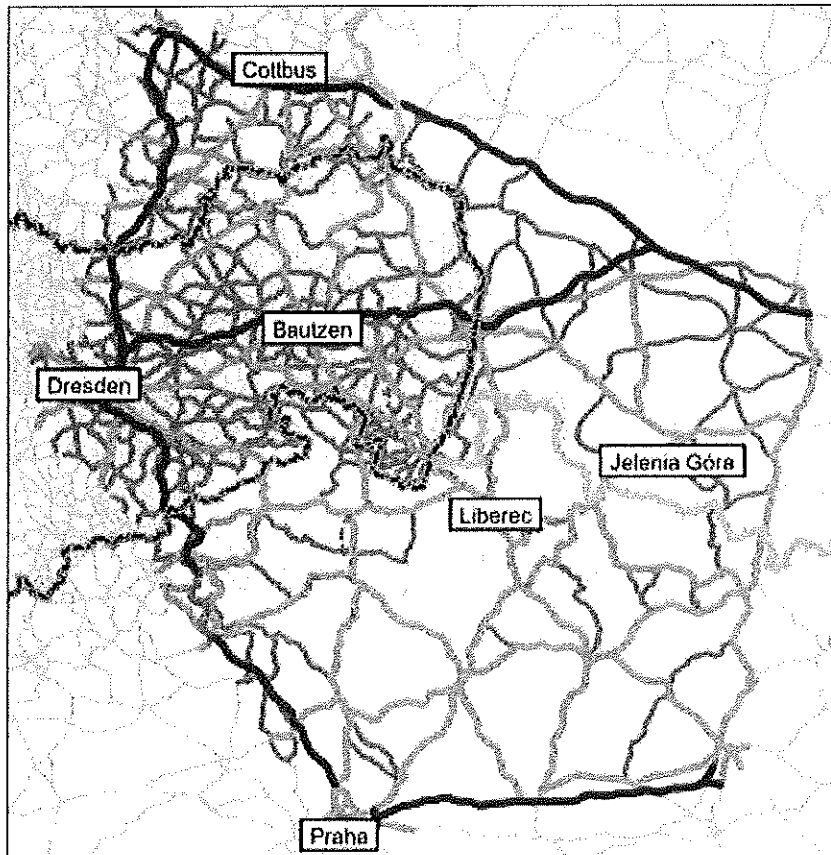 Cottbus
Bautzen
Dresden
Jelenia Góra
Liberec
Praha